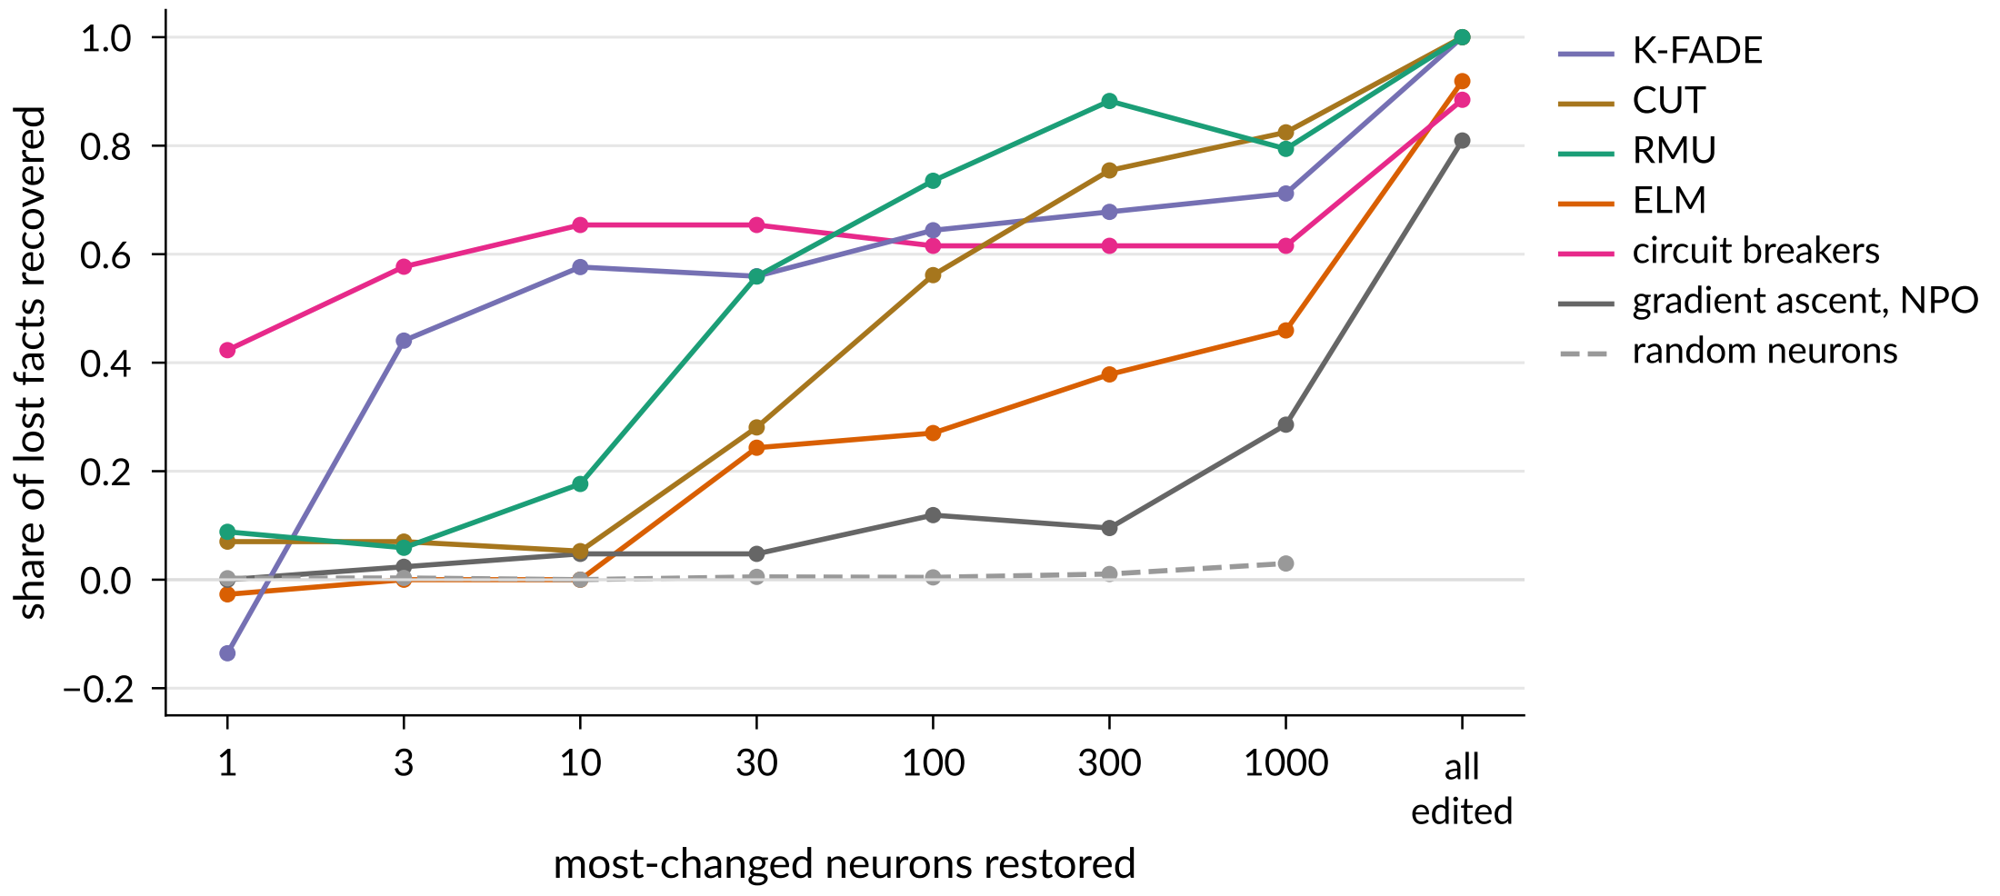 1.0
0.8
0.6
0.4
0.2
0.0
−0.2
share of lost facts recovered
1
3
10
30
100
300
1000
all
edited
most-changed neurons restored
K-FADE
CUT
RMU
ELM
circuit breakers
gradient ascent, NPO
random neurons